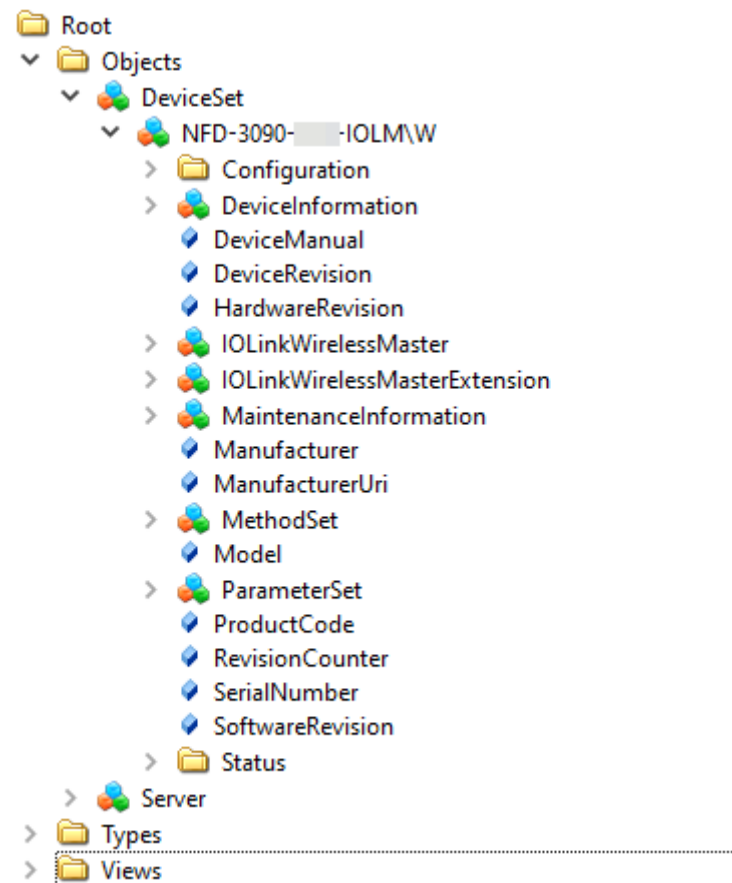 Root
Objects
DeviceSet
NFD-3090- -IOLM\W
Configuration
DeviceInformation
DeviceManual
DeviceRevision
HardwareRevision
IOLinkWirelessMaster
IOLinkWirelessMasterExtension
MaintenanceInformation
Manufacturer
ManufacturerUri
MethodSet
Model
ParameterSet
ProductCode
RevisionCounter
SerialNumber
SoftwareRevision
Status
Server
Types
Views